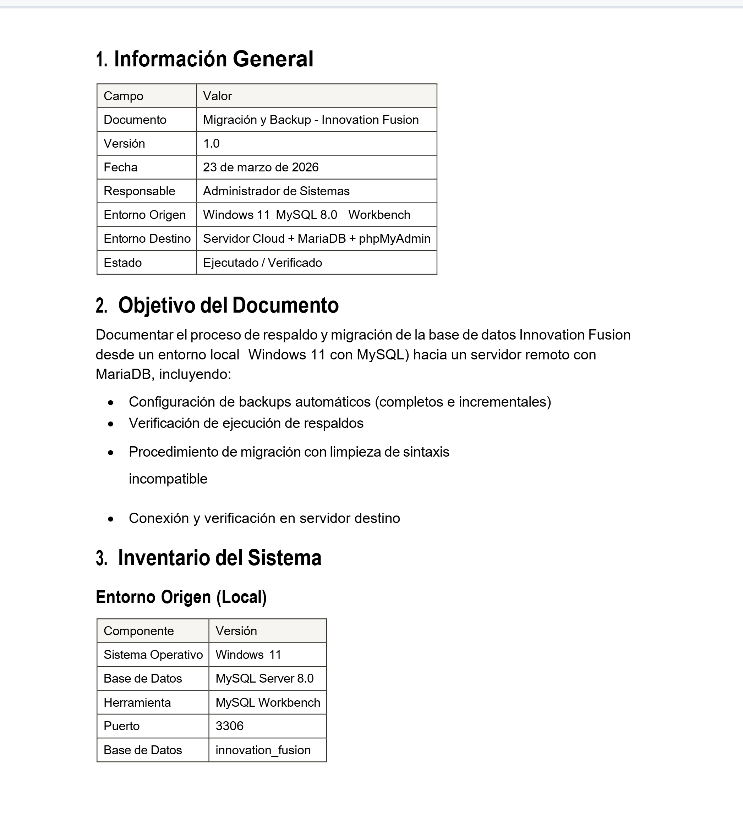 1. Información General
Campo Valor
Documento Migración y Backup - Innovation Fusion
Versión 1.0
Fecha 23 de marzo de 2026
Responsable Administrador de Sistemas
Entorno Origen Windows 11 MySQL 8.0 Workbench
Entorno Destino Servidor Cloud + MariaDB + phpMyAdmin
Estado Ejecutado / Verificado
2. Objetivo del Documento
Documentar el proceso de respaldo y migración de la base de datos Innovation Fusion
desde un entorno local Windows 11 con MySQL) hacia un servidor remoto con
MariaDB, incluyendo:
• Configuración de backups automáticos (completos e incrementales)
• Verificación de ejecución de respaldos
• Procedimiento de migración con limpieza de sintaxis
incompatible
• Conexión y verificación en servidor destino
3. Inventario del Sistema
Entorno Origen (Local)
Componente Versión
Sistema Operativo Windows 11
Base de Datos MySQL Server 8.0
Herramienta MySQL Workbench
Puerto 3306
Base de Datos innovation_fusion